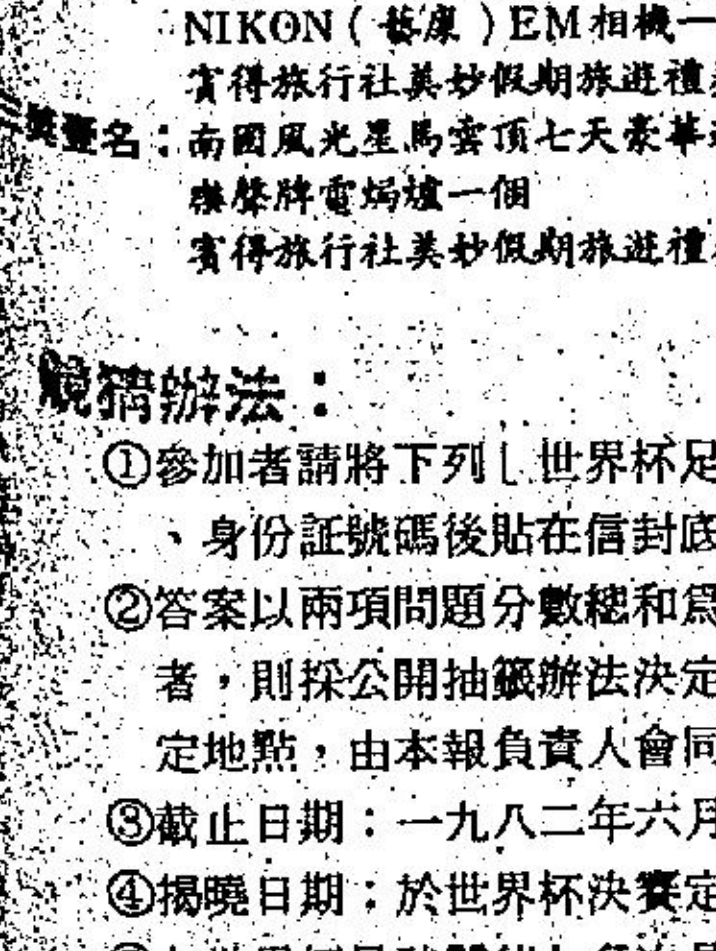 NIKON(藝康)EM相機一
賓得旅行社美妙假期旅遊禮
獎壹名：南國風光星馬雲頂七天豪華
聯聲牌電焗爐一個
賓得旅行社美妙假期旅遊禮
競猜辦法：
①參加者請將下列「世界杯足
、身份証號碼後貼在信封底
②答案以兩項問題分數總和爲
者，則採公開抽籤辦法決定
定地點，由本報負責人會同
③截止日期：一九八二年六月
④揭曉日期：於世界杯決賽定